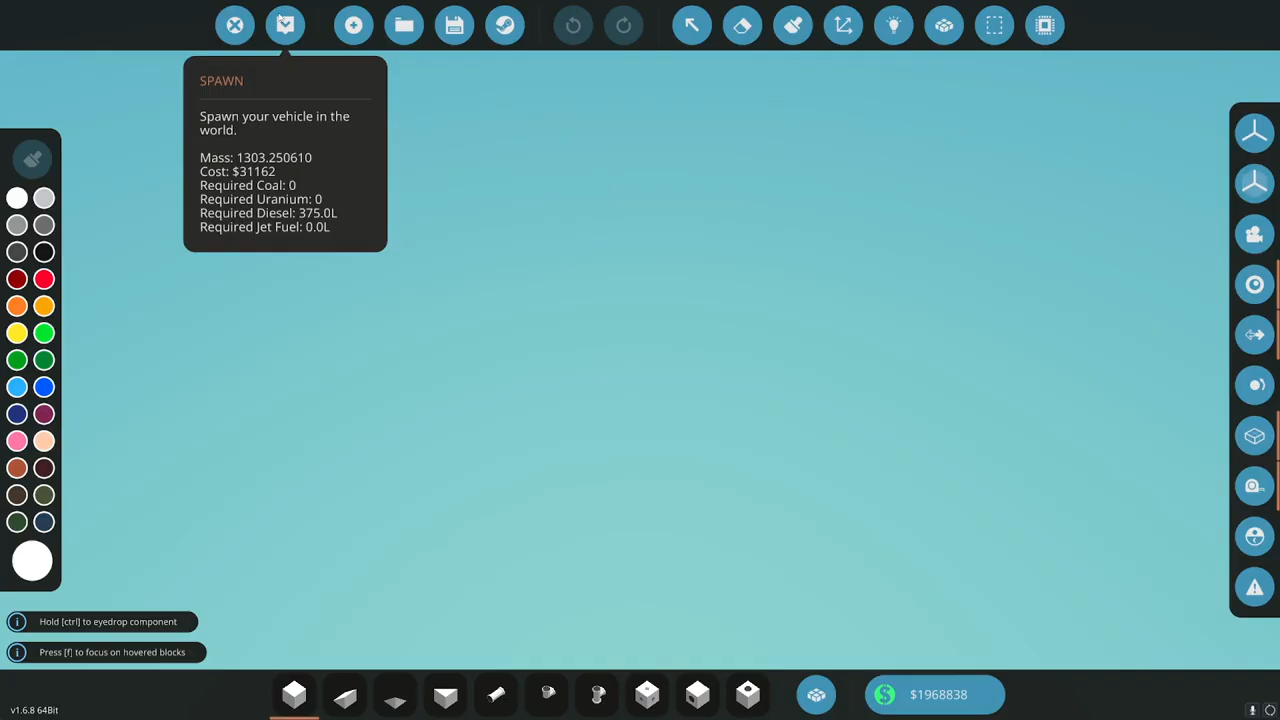 SPAWN
Spawn your vehicle in the
world.
Mass: 1303.250610
Cost: $31162
Required Coal: 0
Required Uranium: 0
Required Diesel: 375.0L
Required Jet Fuel: 0.0L
Hold [ctrl] to eyedrop component
Press [f] to focus on hovered blocks
v1.6.8 64Bit
$1968838